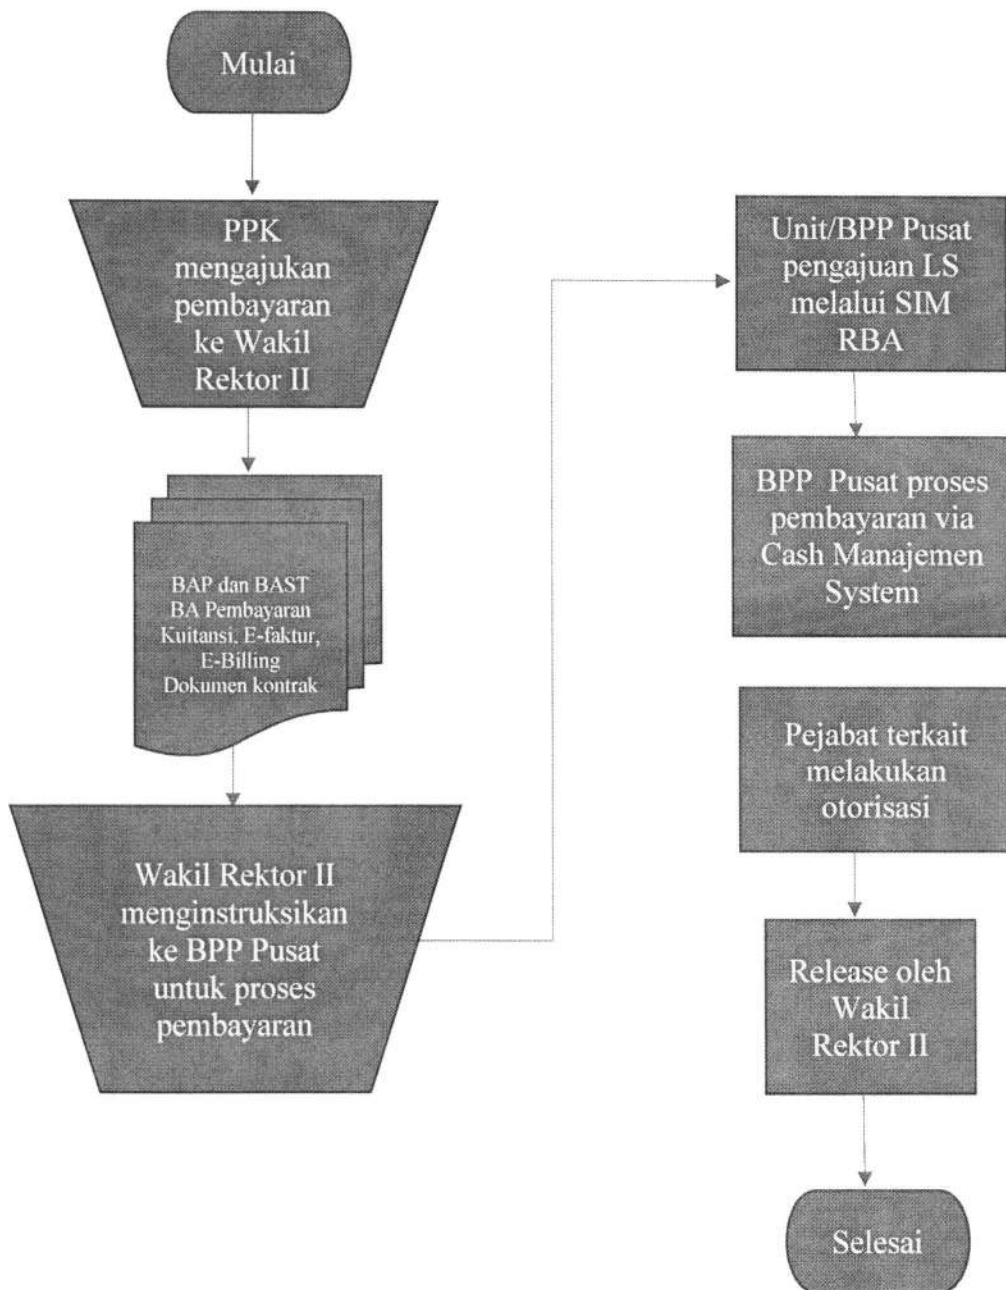 Mulai
PPK
mengajukan
pembayaran
ke Wakil
Rektor II
BAP dan BAST
BA Pembayaran
Kuitansi, E-faktur,
E-Billing
Dokumen kontrak
Wakil Rektor II
menginstruksikan
ke BPP Pusat
untuk proses
pembayaran
Unit/BPP Pusat
pengajuan LS
melalui SIM
RBA
BPP Pusat proses
pembayaran via
Cash Manajemen
System
Pejabat terkait
melakukan
otorisasi
Release oleh
Wakil
Rektor II
Selesai